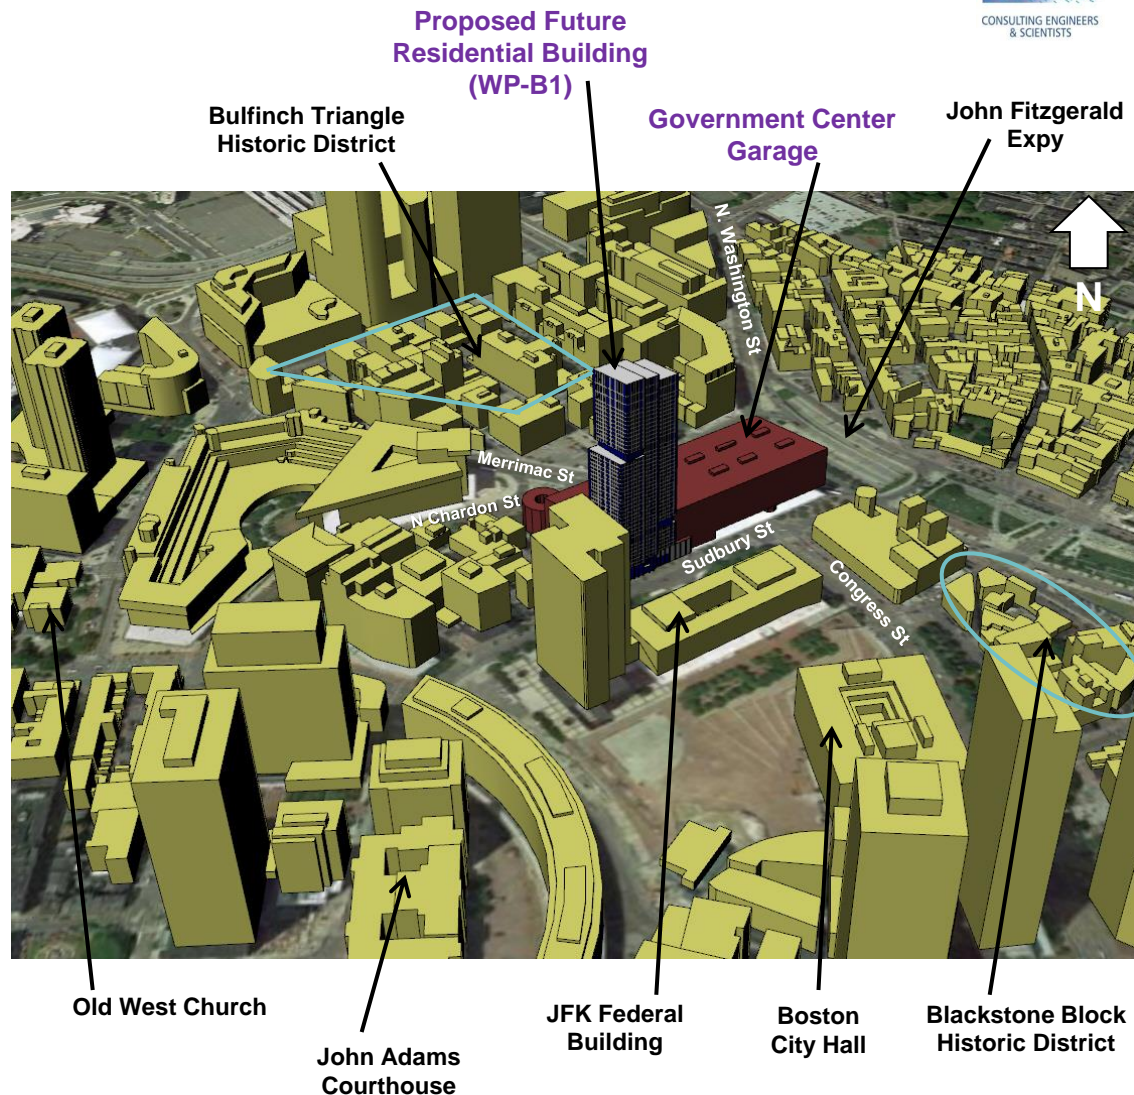 CONSULTING ENGINEERS
& SCIENTISTS
Proposed Future
Residential Building
(WP-B1)
Bulfinch Triangle
Historic District
Government Center
Garage
John Fitzgerald
Expy
N
N. Washington St
Merrimac St
N Chardon St
Sudbury St
Congress St
Old West Church
John Adams
Courthouse
JFK Federal
Building
Boston
City Hall
Blackstone Block
Historic District